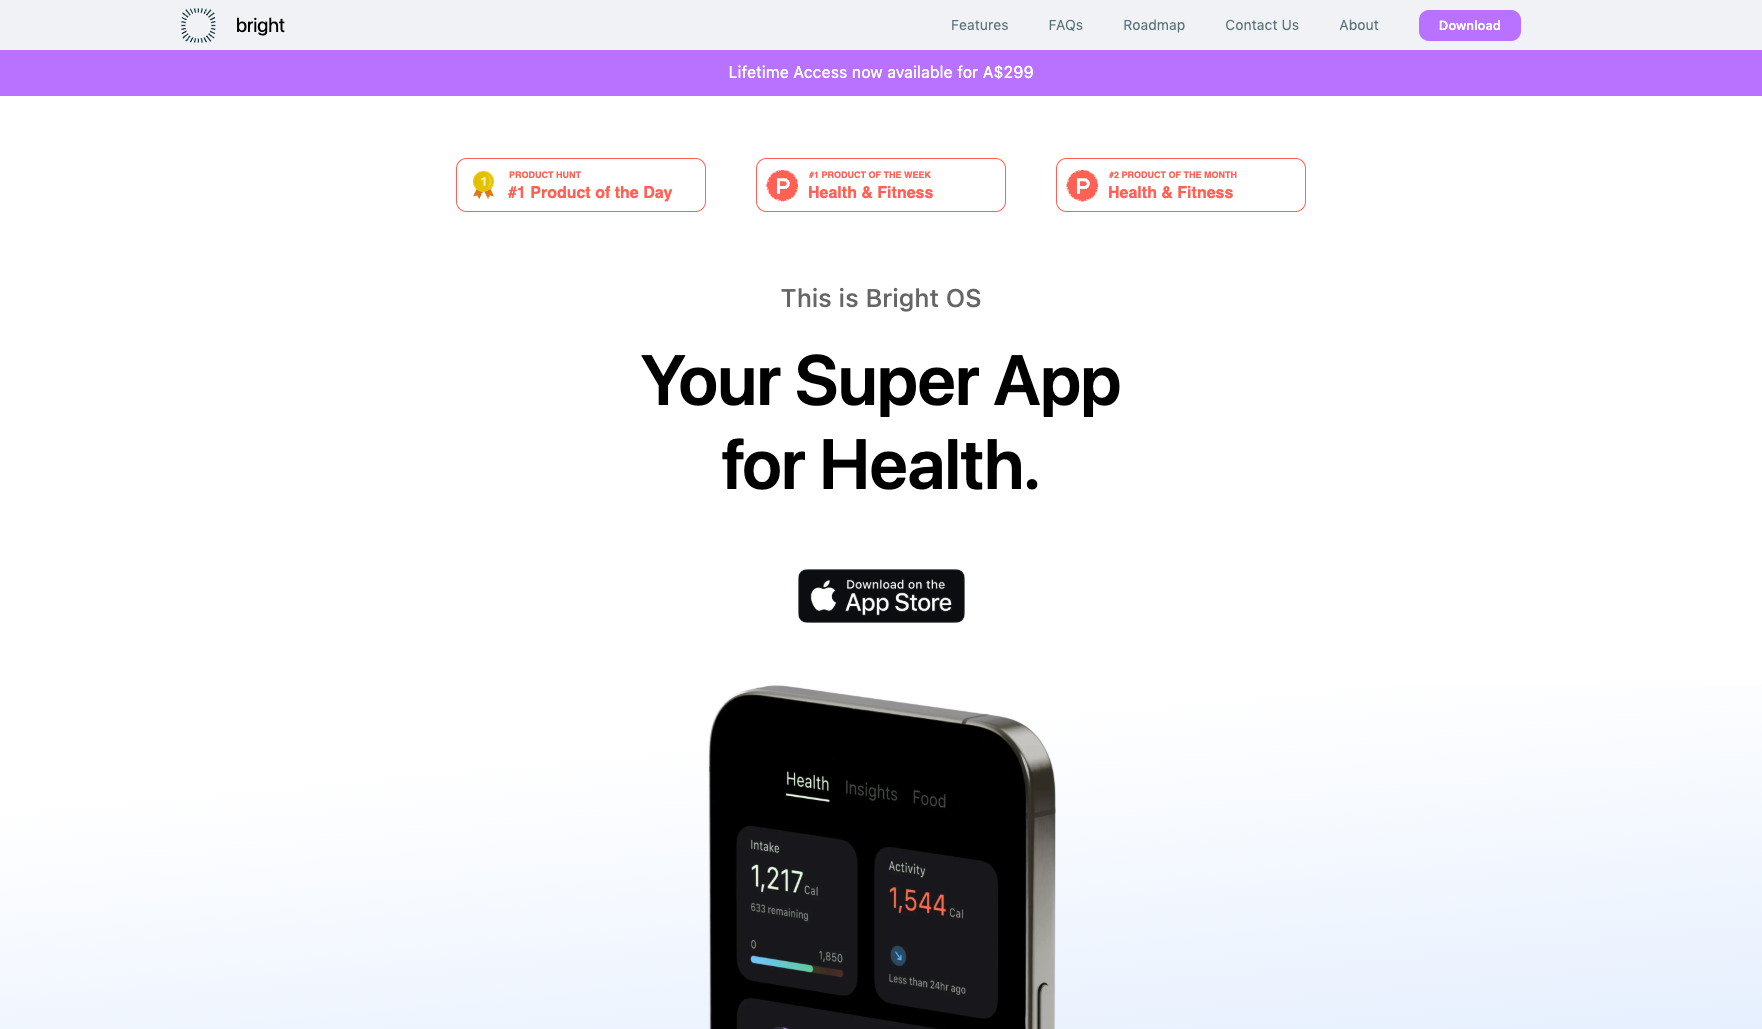 bright
Features
FAQs
Roadmap
Contact Us
About
Download
Lifetime Access now available for A$299
1
PRODUCT HUNT
#1 Product of the Day
P
#1 PRODUCT OF THE WEEK
Health & Fitness
P
#2 PRODUCT OF THE MONTH
Health & Fitness
This is Bright OS
Your Super App
for Health.
Download on the
App Store
Health Insights Food
Intake
1,217 Cal
633 remaining
0 1,850
Activity
1,544 Cal
Less than 24hr ago